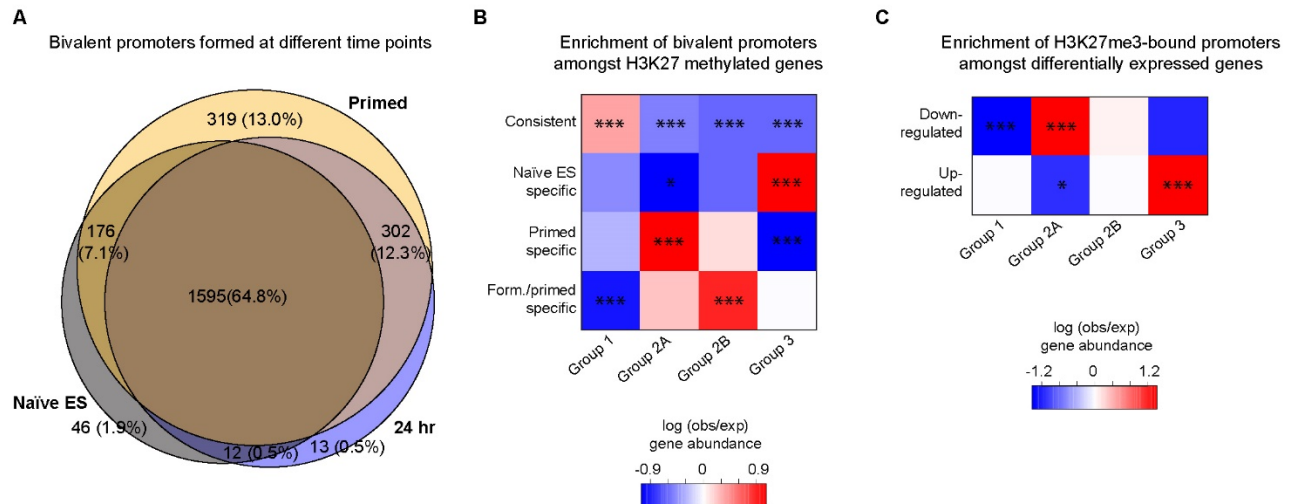 A
Bivalent promoters formed at different time points
Primed
319 (13.0%)
176
(7.1%)
302
(12.3%)
1595(64.8%)
Naïve ES
46 (1.9%)
24 hr
12 (0.5%)
13 (0.5%)
B
Enrichment of bivalent promoters
amongst H3K27 methylated genes
Consistent
*** *** *** ***
Naïve ES
specific
* ***
Primed
specific
*** ***
Form./primed
specific
*** ***
Group 1 Group 2A Group 2B Group 3
log (obs/exp)
gene abundance
-0.9 0 0.9
C
Enrichment of H3K27me3-bound promoters
amongst differentially expressed genes
Down-
regulated
*** ***
Up-
regulated
* ***
Group 1 Group 2A Group 2B Group 3
log (obs/exp)
gene abundance
-1.2 0 1.2